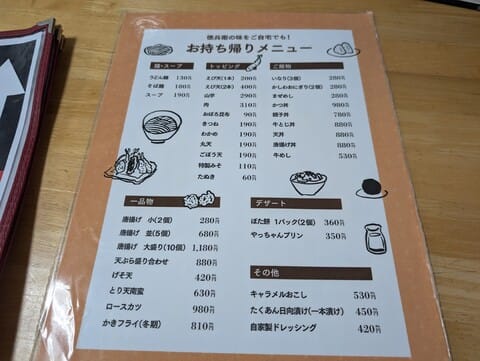 徳兵衛の味をご自宅でも!
お持ち帰りメニュー
麺・スープ
うどん麺 130円
そば麺 180円
スープ 190円
トッピング
えび天(1本) 200円
えび天(2本) 400円
山芋 290円
肉 310円
おぼろ昆布 90円
きつね 190円
わかめ 190円
丸天 190円
ごぼう天 190円
特製みそ 110円
たぬき 60円
ご飯物
いなり(3個) 280円
かしわおにぎり(2個) 280円
まぜめし 280円
かつ丼 980円
親子丼 780円
牛とじ丼 880円
天丼 880円
唐揚げ丼 880円
牛めし 530円
一品物
唐揚げ 小(2個) 280円
唐揚げ 並(5個) 680円
唐揚げ 大盛り(10個) 1,180円
天ぷら盛り合わせ 880円
げそ天 420円
とり天南蛮 630円
ロースカツ 980円
かきフライ(冬期) 810円
デザート
ぼた餅 1パック(2個) 360円
やっちゃんプリン 350円
その他
キャラメルおこし 530円
たくあん日向漬け(一本漬け) 450円
自家製ドレッシング 420円